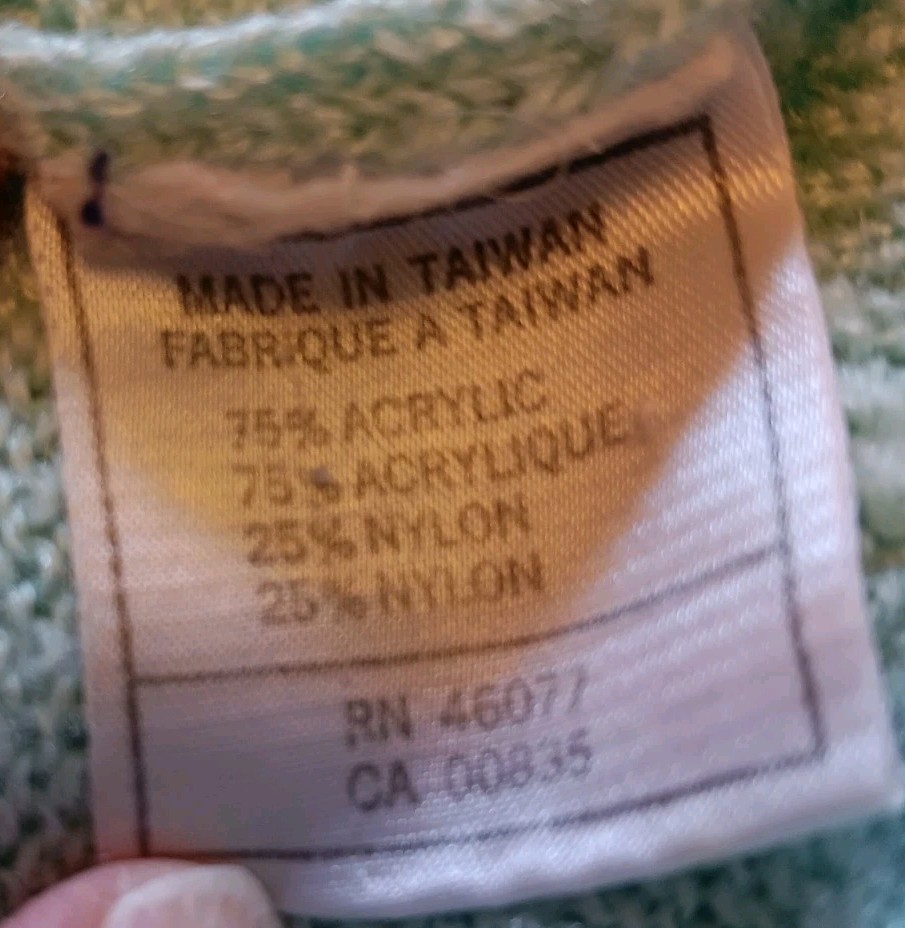 MADE IN TAIWAN
FABRIQUE A TAIWAN
75% ACRYLIC
75% ACRYLIQUE
25% NYLON
25% NYLON
RN 46077
CA 00835